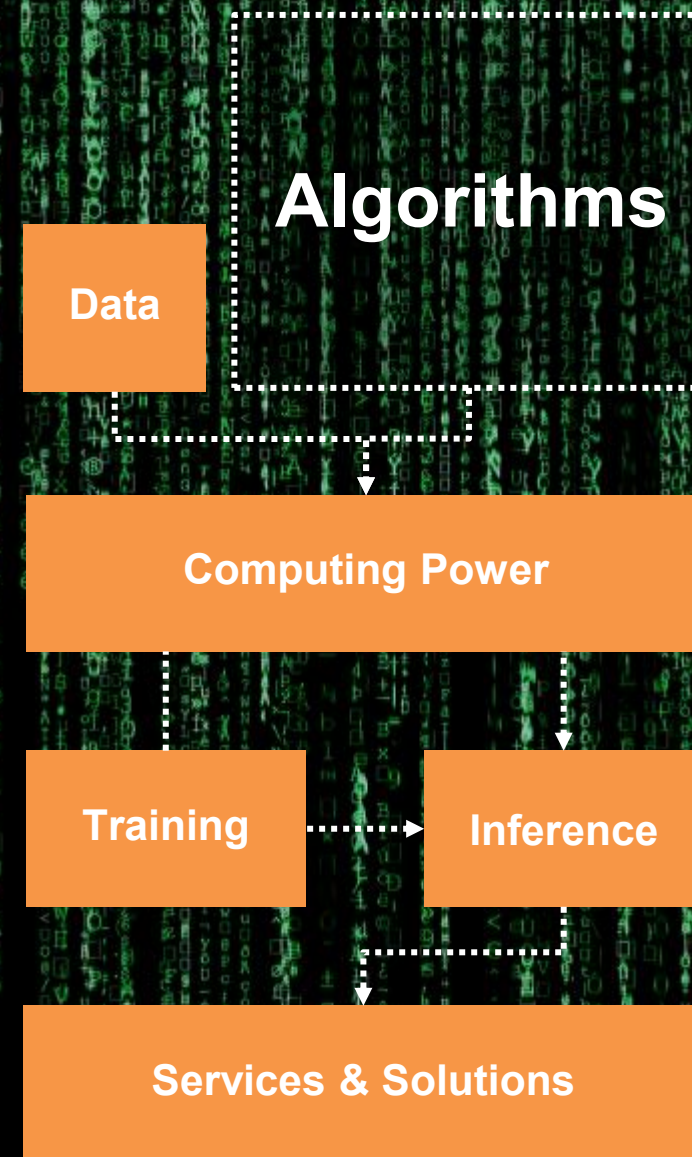 Algorithms
Data
Computing Power
Training
Inference
Services & Solutions